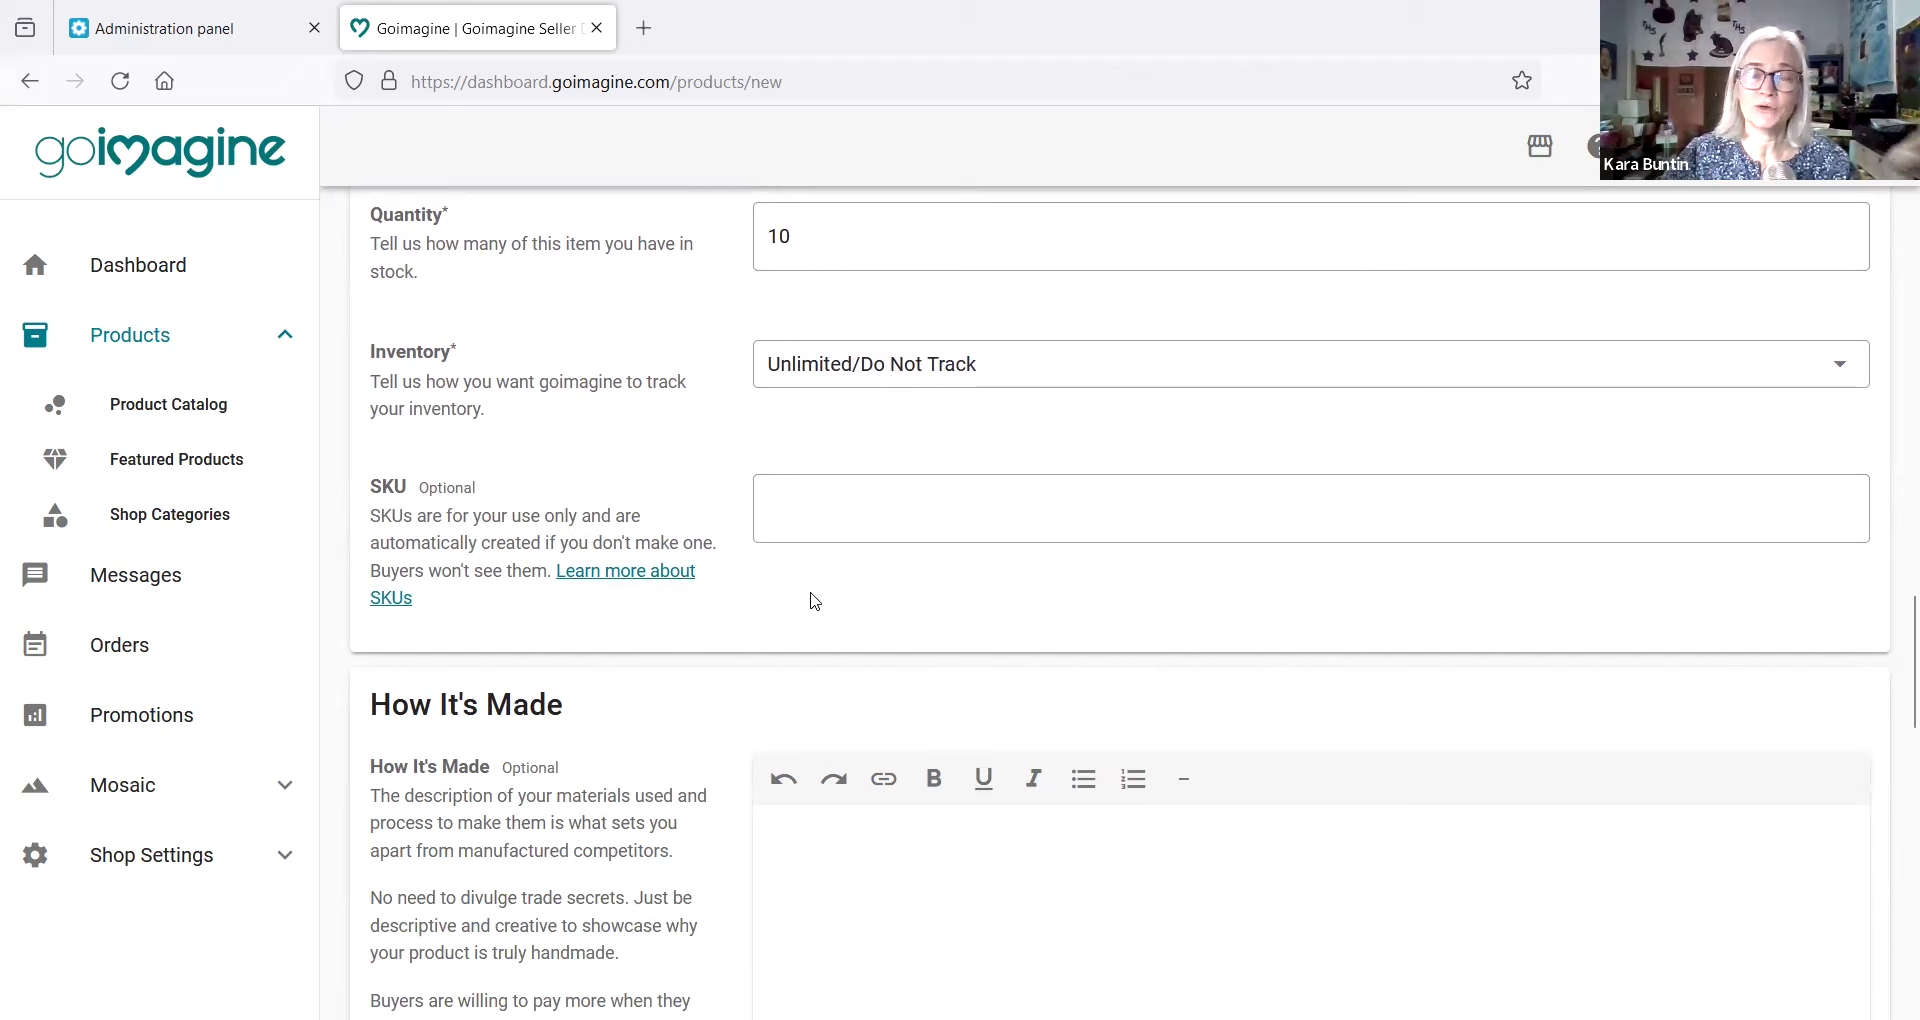 Administration panel
Goimagine | Goimagine Seller
https://dashboard.goimagine.com/products/new
goimagine
Kara Buntin
Dashboard
Products
Product Catalog
Featured Products
Shop Categories
Messages
Orders
Promotions
Mosaic
Shop Settings
Quantity*
Tell us how many of this item you have in
stock.
10
Inventory*
Tell us how you want goimagine to track
your inventory.
Unlimited/Do Not Track
SKU Optional
SKUs are for your use only and are
automatically created if you don't make one.
Buyers won't see them. Learn more about
SKUs
How It's Made
How It's Made Optional
The description of your materials used and
process to make them is what sets you
apart from manufactured competitors.
No need to divulge trade secrets. Just be
descriptive and creative to showcase why
your product is truly handmade.
Buyers are willing to pay more when they
B U I